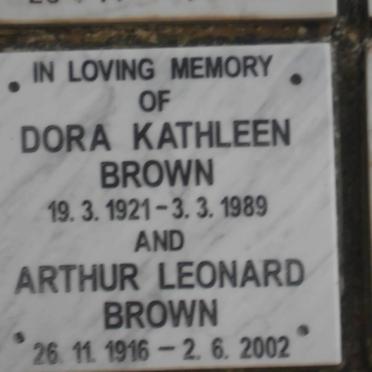 IN LOVING MEMORY
OF
DORA KATHLEEN
BROWN
19. 3. 1921 - 3. 3. 1989
AND
ARTHUR LEONARD
BROWN
26. 11. 1916 - 2. 6. 2002